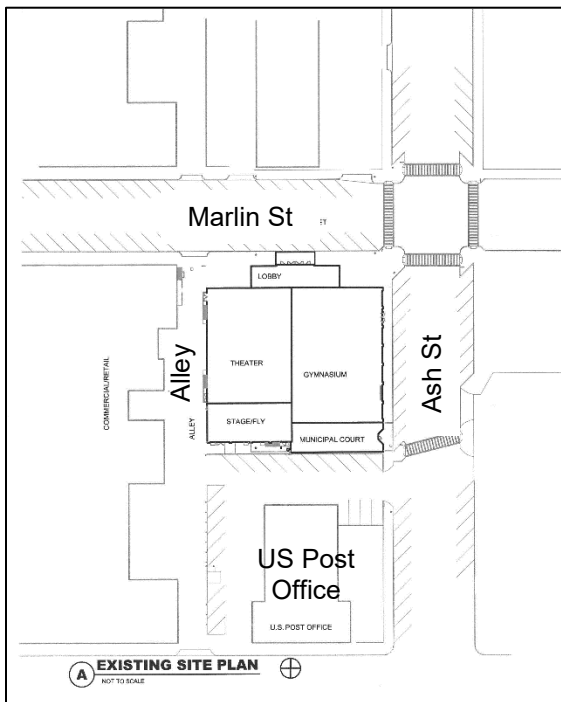 Marlin St
ET
LOBBY
THEATER
GYMNASIUM
COMMERCIAL/RETAIL
Alley
ALLEY
Ash St
STAGE/FLY
MUNICIPAL COURT
US Post
Office
U.S. POST OFFICE
A EXISTING SITE PLAN
NOT TO SCALE